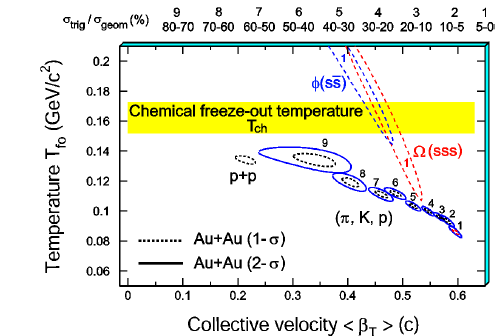 σtrig/σgeom(%) 9 8 7 6 5 4 3 2 1
80-70 70-60 60-50 50-40 40-30 30-20 20-10 10-5 5-0
Temperature Tfo (GeV/c²)
0.2
0.18
0.16
0.14
0.12
0.1
0.08
0.06
1
ϕ(ss̅)
Chemical freeze-out temperature
Tch
1
Ω(sss)
p+p
9
8
7
6
5
4
3
2
1
(π, K, p)
Au+Au (1-σ)
Au+Au (2-σ)
0 0.1 0.2 0.3 0.4 0.5 0.6
Collective velocity < βT > (c)